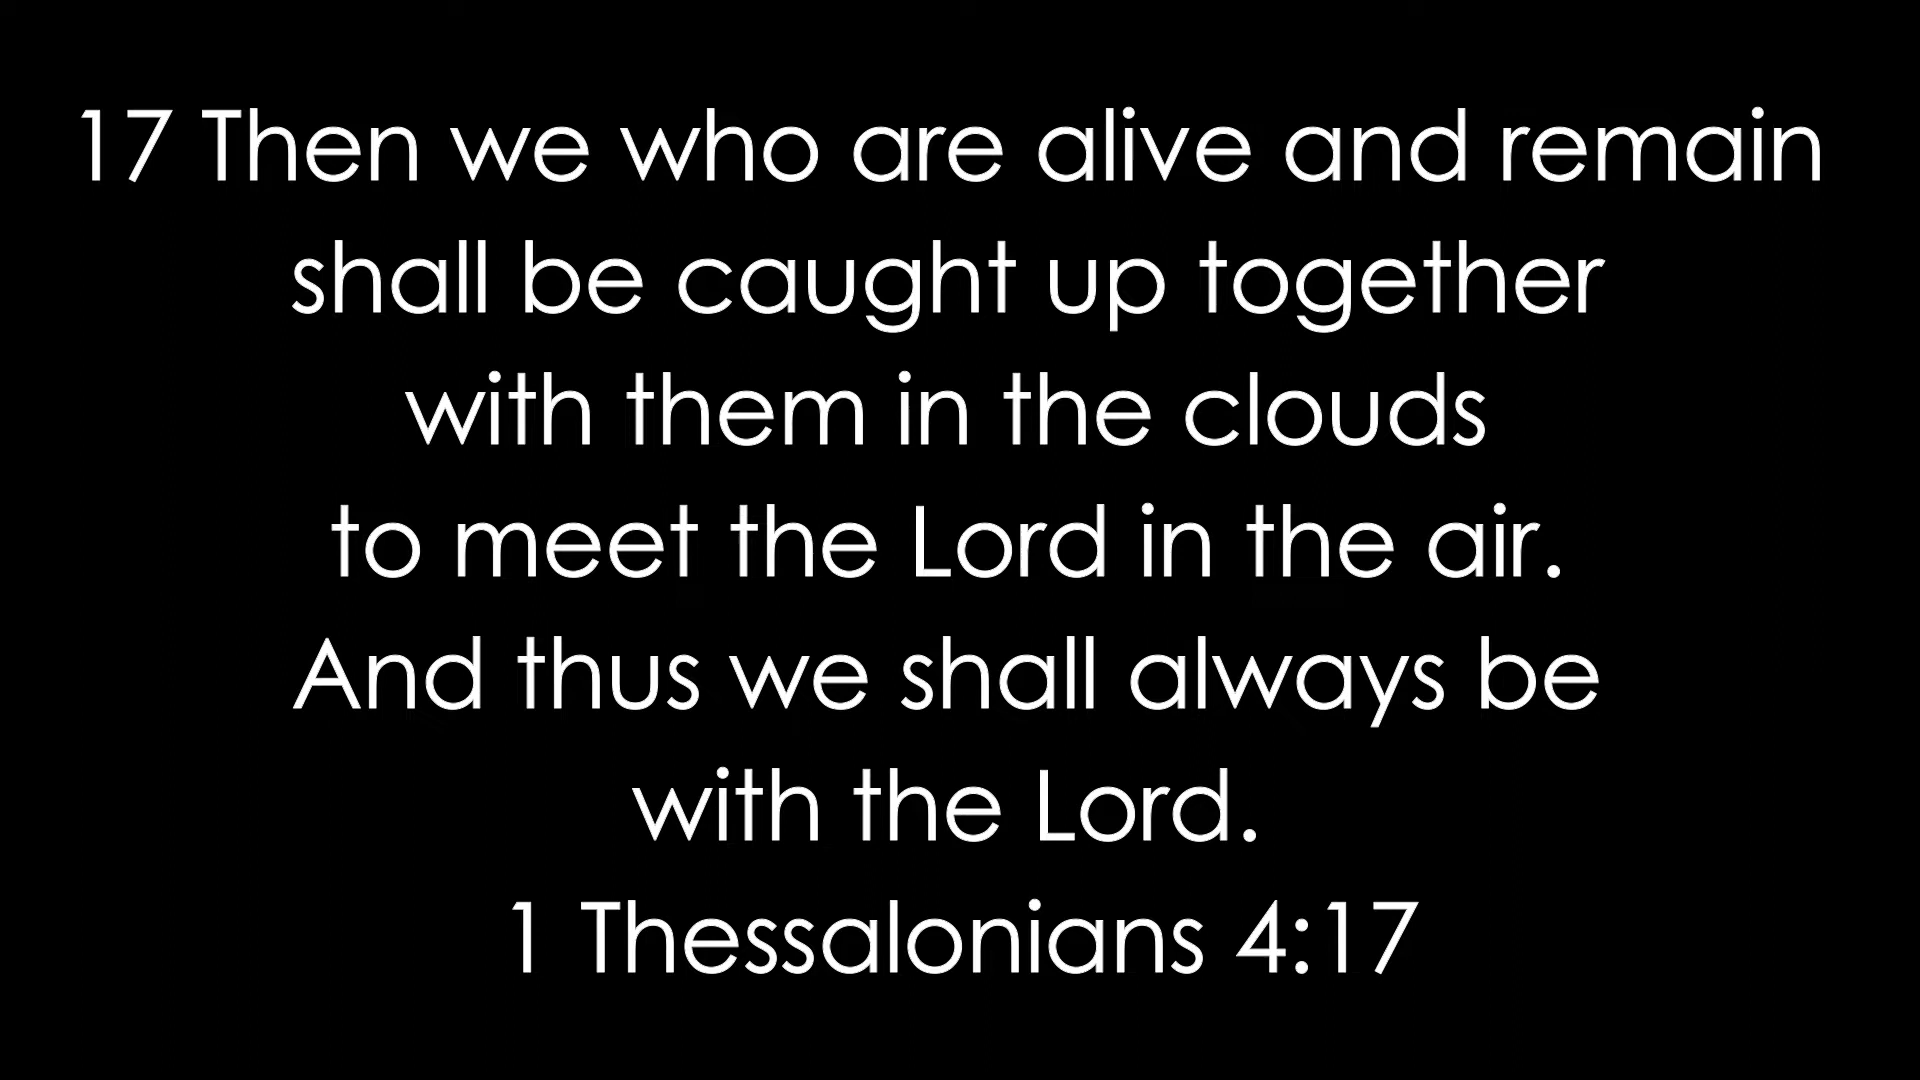 17 Then we who are alive and remain
shall be caught up together
with them in the clouds
to meet the Lord in the air.
And thus we shall always be
with the Lord.
1 Thessalonians 4:17